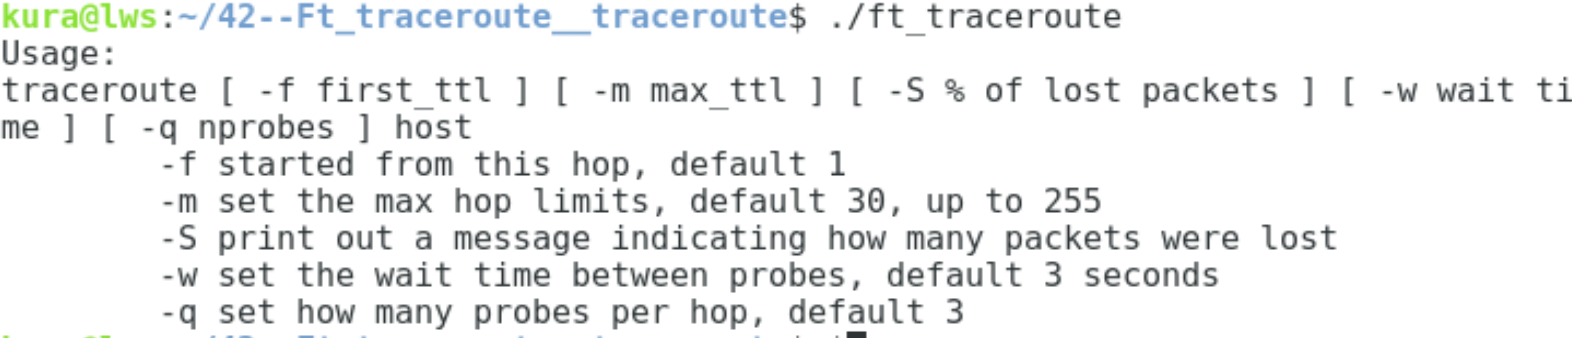 kura@lws:~/42--Ft_traceroute__traceroute$ ./ft_traceroute
Usage:
traceroute [ -f first_ttl ] [ -m max_ttl ] [ -S % of lost packets ] [ -w wait ti
me ] [ -q nprobes ] host
-f started from this hop, default 1
-m set the max hop limits, default 30, up to 255
-S print out a message indicating how many packets were lost
-w set the wait time between probes, default 3 seconds
-q set how many probes per hop, default 3